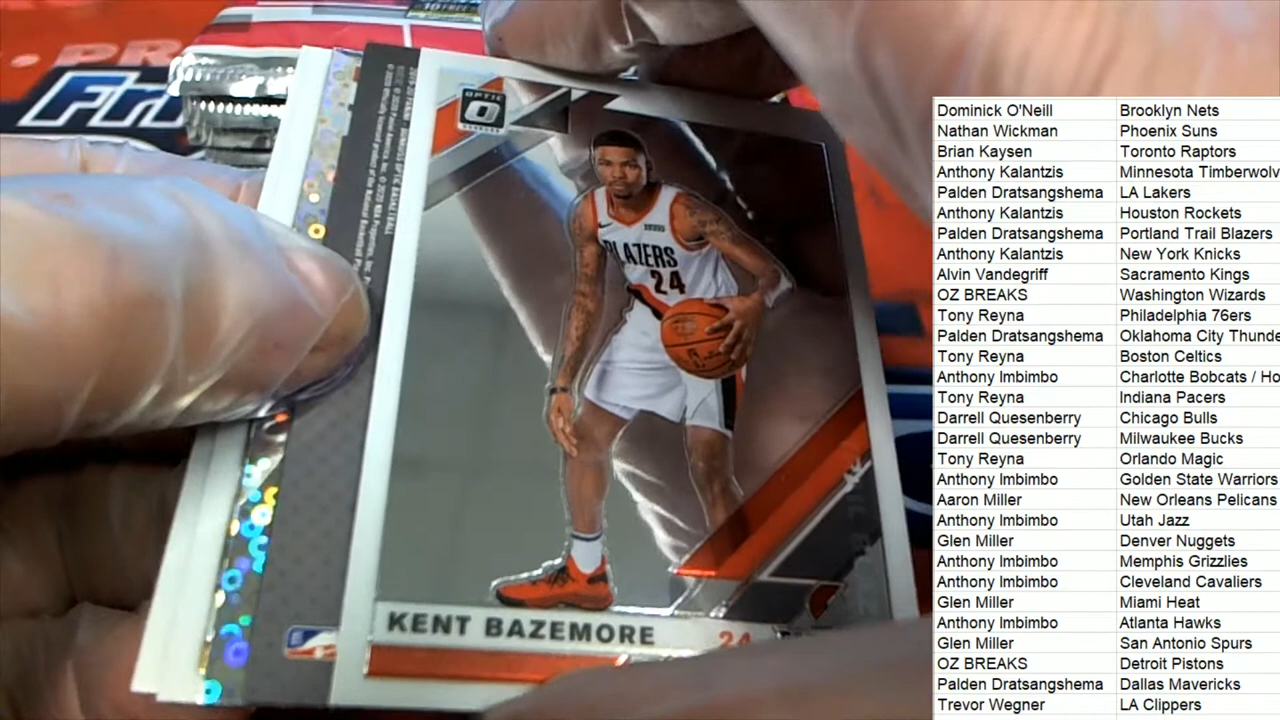 10 FREE
PR
Fri
OPTIC
BLAZERS
24
KENT BAZEMORE
24
Dominick O'Neill Brooklyn Nets
Nathan Wickman Phoenix Suns
Brian Kaysen Toronto Raptors
Anthony Kalantzis Minnesota Timberwolv
Palden Dratsangshema LA Lakers
Anthony Kalantzis Houston Rockets
Palden Dratsangshema Portland Trail Blazers
Anthony Kalantzis New York Knicks
Alvin Vandegriff Sacramento Kings
OZ BREAKS Washington Wizards
Tony Reyna Philadelphia 76ers
Palden Dratsangshema Oklahoma City Thunde
Tony Reyna Boston Celtics
Anthony Imbimbo Charlotte Bobcats / Ho
Tony Reyna Indiana Pacers
Darrell Quesenberry Chicago Bulls
Darrell Quesenberry Milwaukee Bucks
Tony Reyna Orlando Magic
Anthony Imbimbo Golden State Warriors
Aaron Miller New Orleans Pelicans
Anthony Imbimbo Utah Jazz
Glen Miller Denver Nuggets
Anthony Imbimbo Memphis Grizzlies
Anthony Imbimbo Cleveland Cavaliers
Glen Miller Miami Heat
Anthony Imbimbo Atlanta Hawks
Glen Miller San Antonio Spurs
OZ BREAKS Detroit Pistons
Palden Dratsangshema Dallas Mavericks
Trevor Wegner LA Clippers